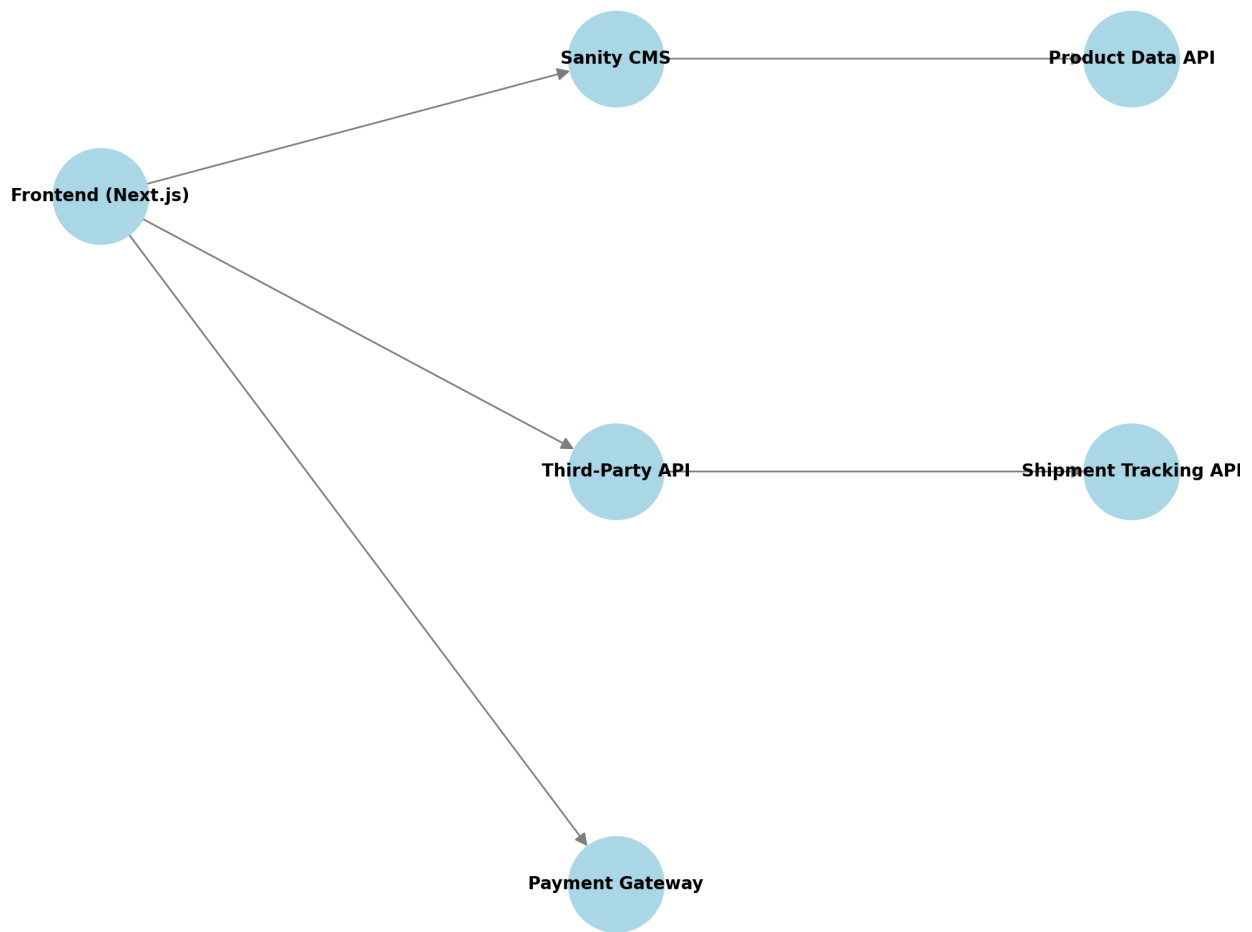 Sanity CMS
Product Data API
Frontend (Next.js)
Third-Party API
Shipment Tracking API
Payment Gateway